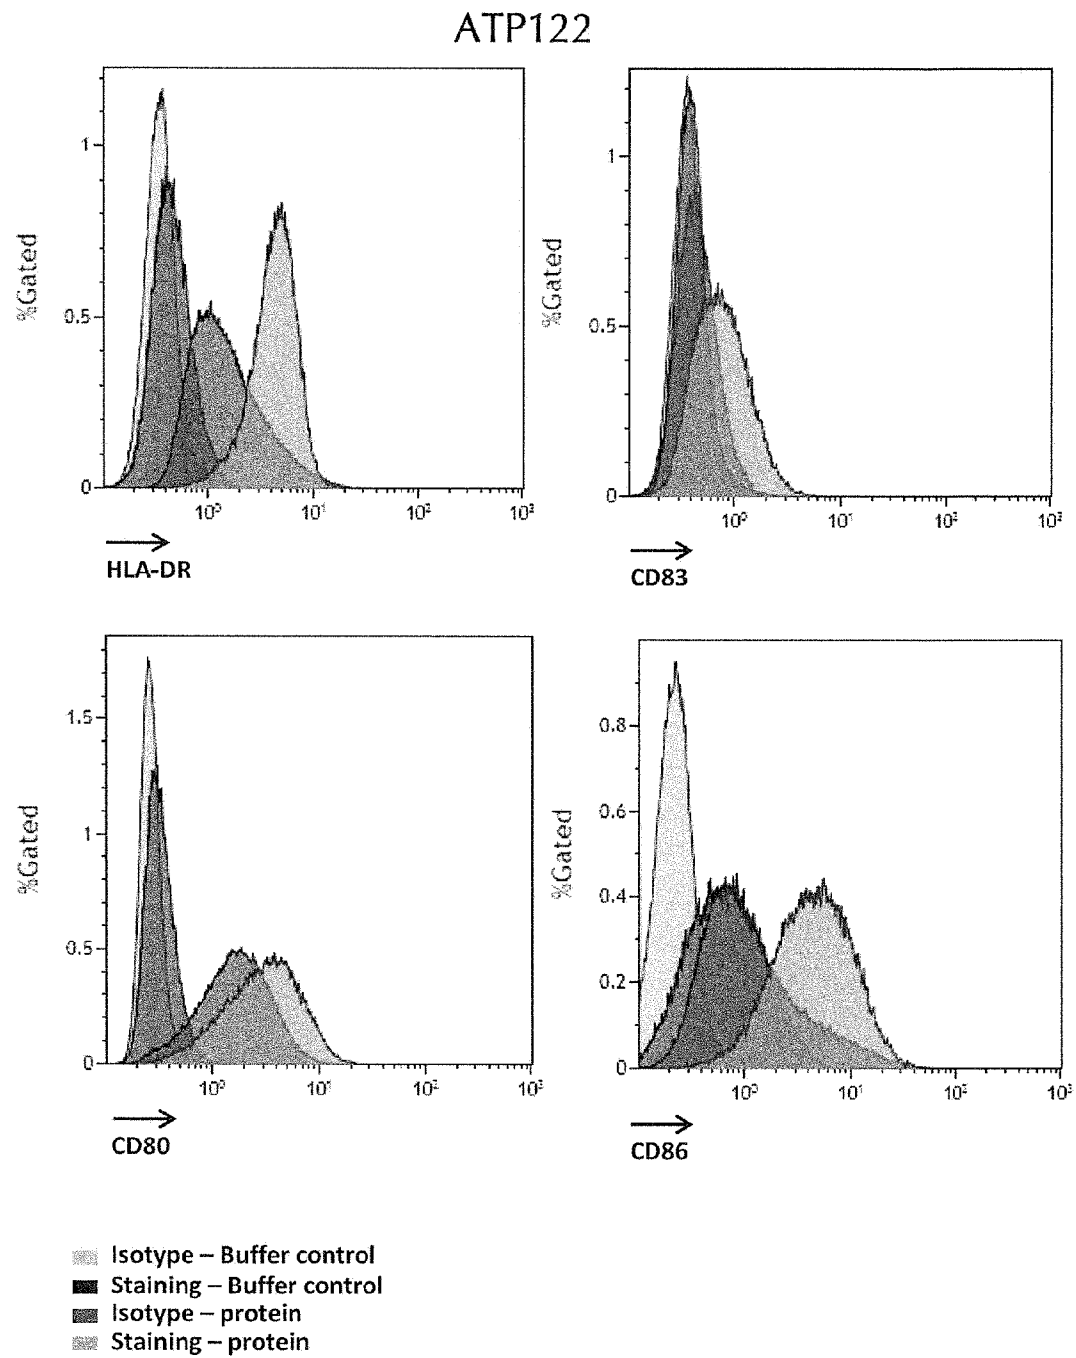 ATP122
%Gated
1
0.5
0
10⁰ 10¹ 10² 10³
HLA-DR
%Gated
1
0.5
0
10⁰ 10¹ 10² 10³
CD83
%Gated
1.5
1
0.5
0
10⁰ 10¹ 10² 10³
CD80
%Gated
0.8
0.6
0.4
0.2
0
10⁰ 10¹ 10² 10³
CD86
Isotype – Buffer control
Staining – Buffer control
Isotype – protein
Staining – protein